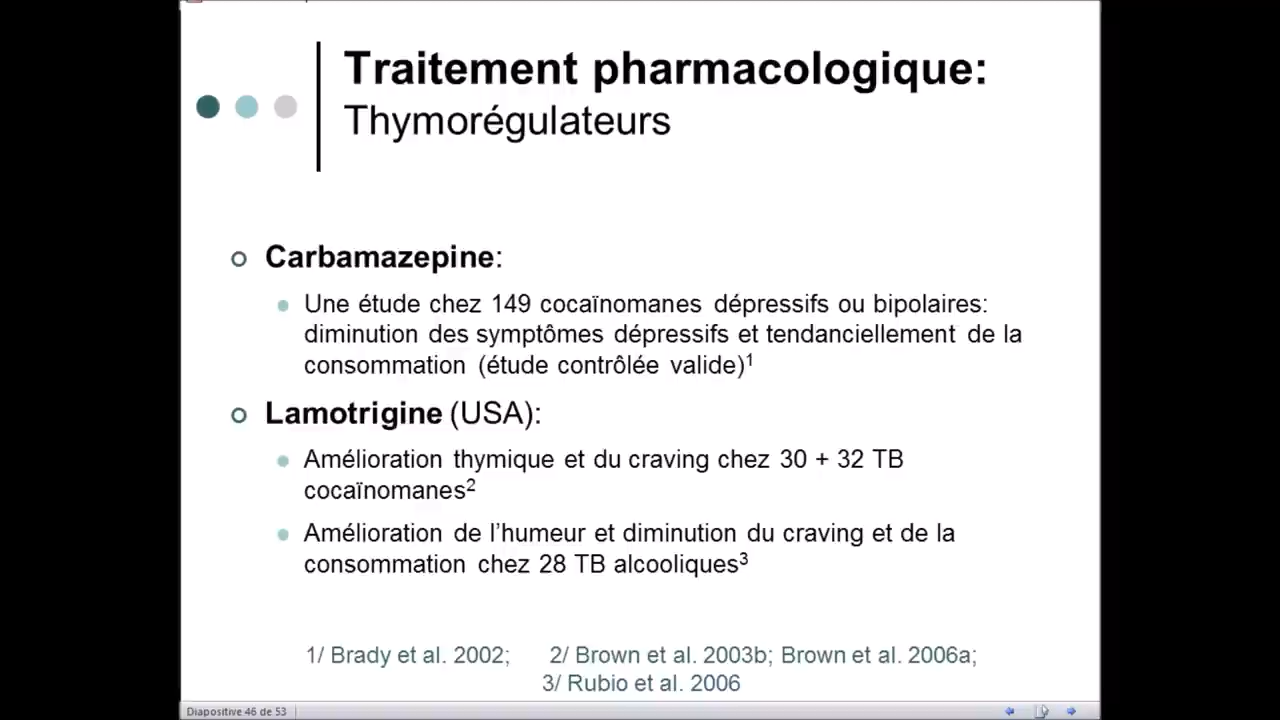 Traitement pharmacologique:
Thymorégulateurs
Carbamazepine:
Une étude chez 149 cocaïnomanes dépressifs ou bipolaires:
diminution des symptômes dépressifs et tendanciellement de la
consommation (étude contrôlée valide)¹
Lamotrigine (USA):
Amélioration thymique et du craving chez 30 + 32 TB
cocaïnomanes²
Amélioration de l’humeur et diminution du craving et de la
consommation chez 28 TB alcooliques³
1/ Brady et al. 2002; 2/ Brown et al. 2003b; Brown et al. 2006a;
3/ Rubio et al. 2006
Diapositive 46 de 53